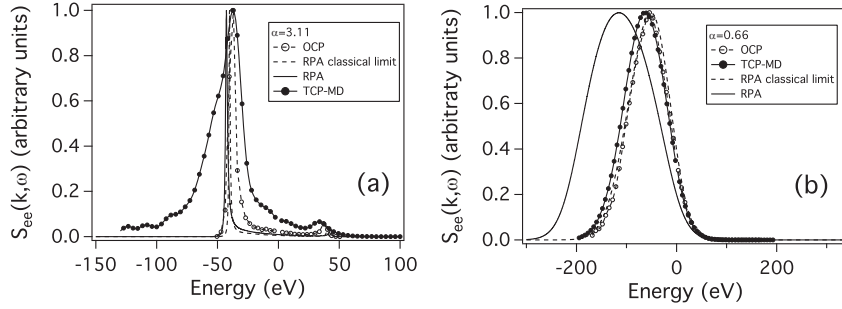 α=3.11
OCP
RPA classical limit
RPA
TCP-MD
(a)
See(k,ω) (arbitrary units)
1.0
0.8
0.6
0.4
0.2
0.0
-150
-100
-50
0
50
100
Energy (eV)
α=0.66
OCP
TCP-MD
RPA classical limit
RPA
(b)
See(k,ω) (arbitraty units)
1.0
0.8
0.6
0.4
0.2
0.0
-200
0
200
Energy (eV)